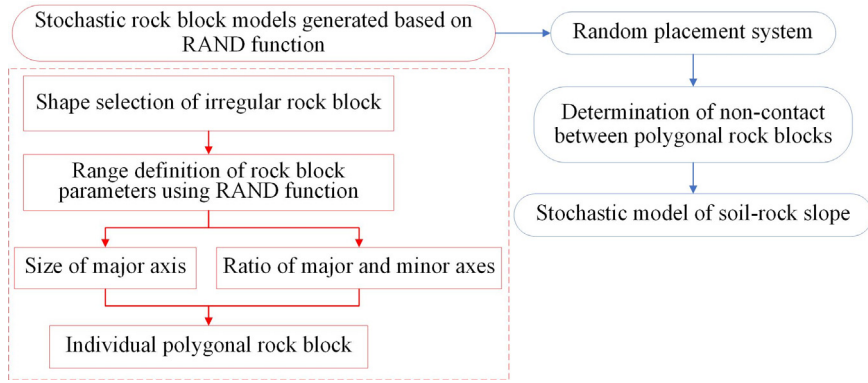 Stochastic rock block models generated based on
RAND function
Shape selection of irregular rock block
Range definition of rock block
parameters using RAND function
Size of major axis
Ratio of major and minor axes
Individual polygonal rock block
Random placement system
Determination of non-contact
between polygonal rock blocks
Stochastic model of soil-rock slope